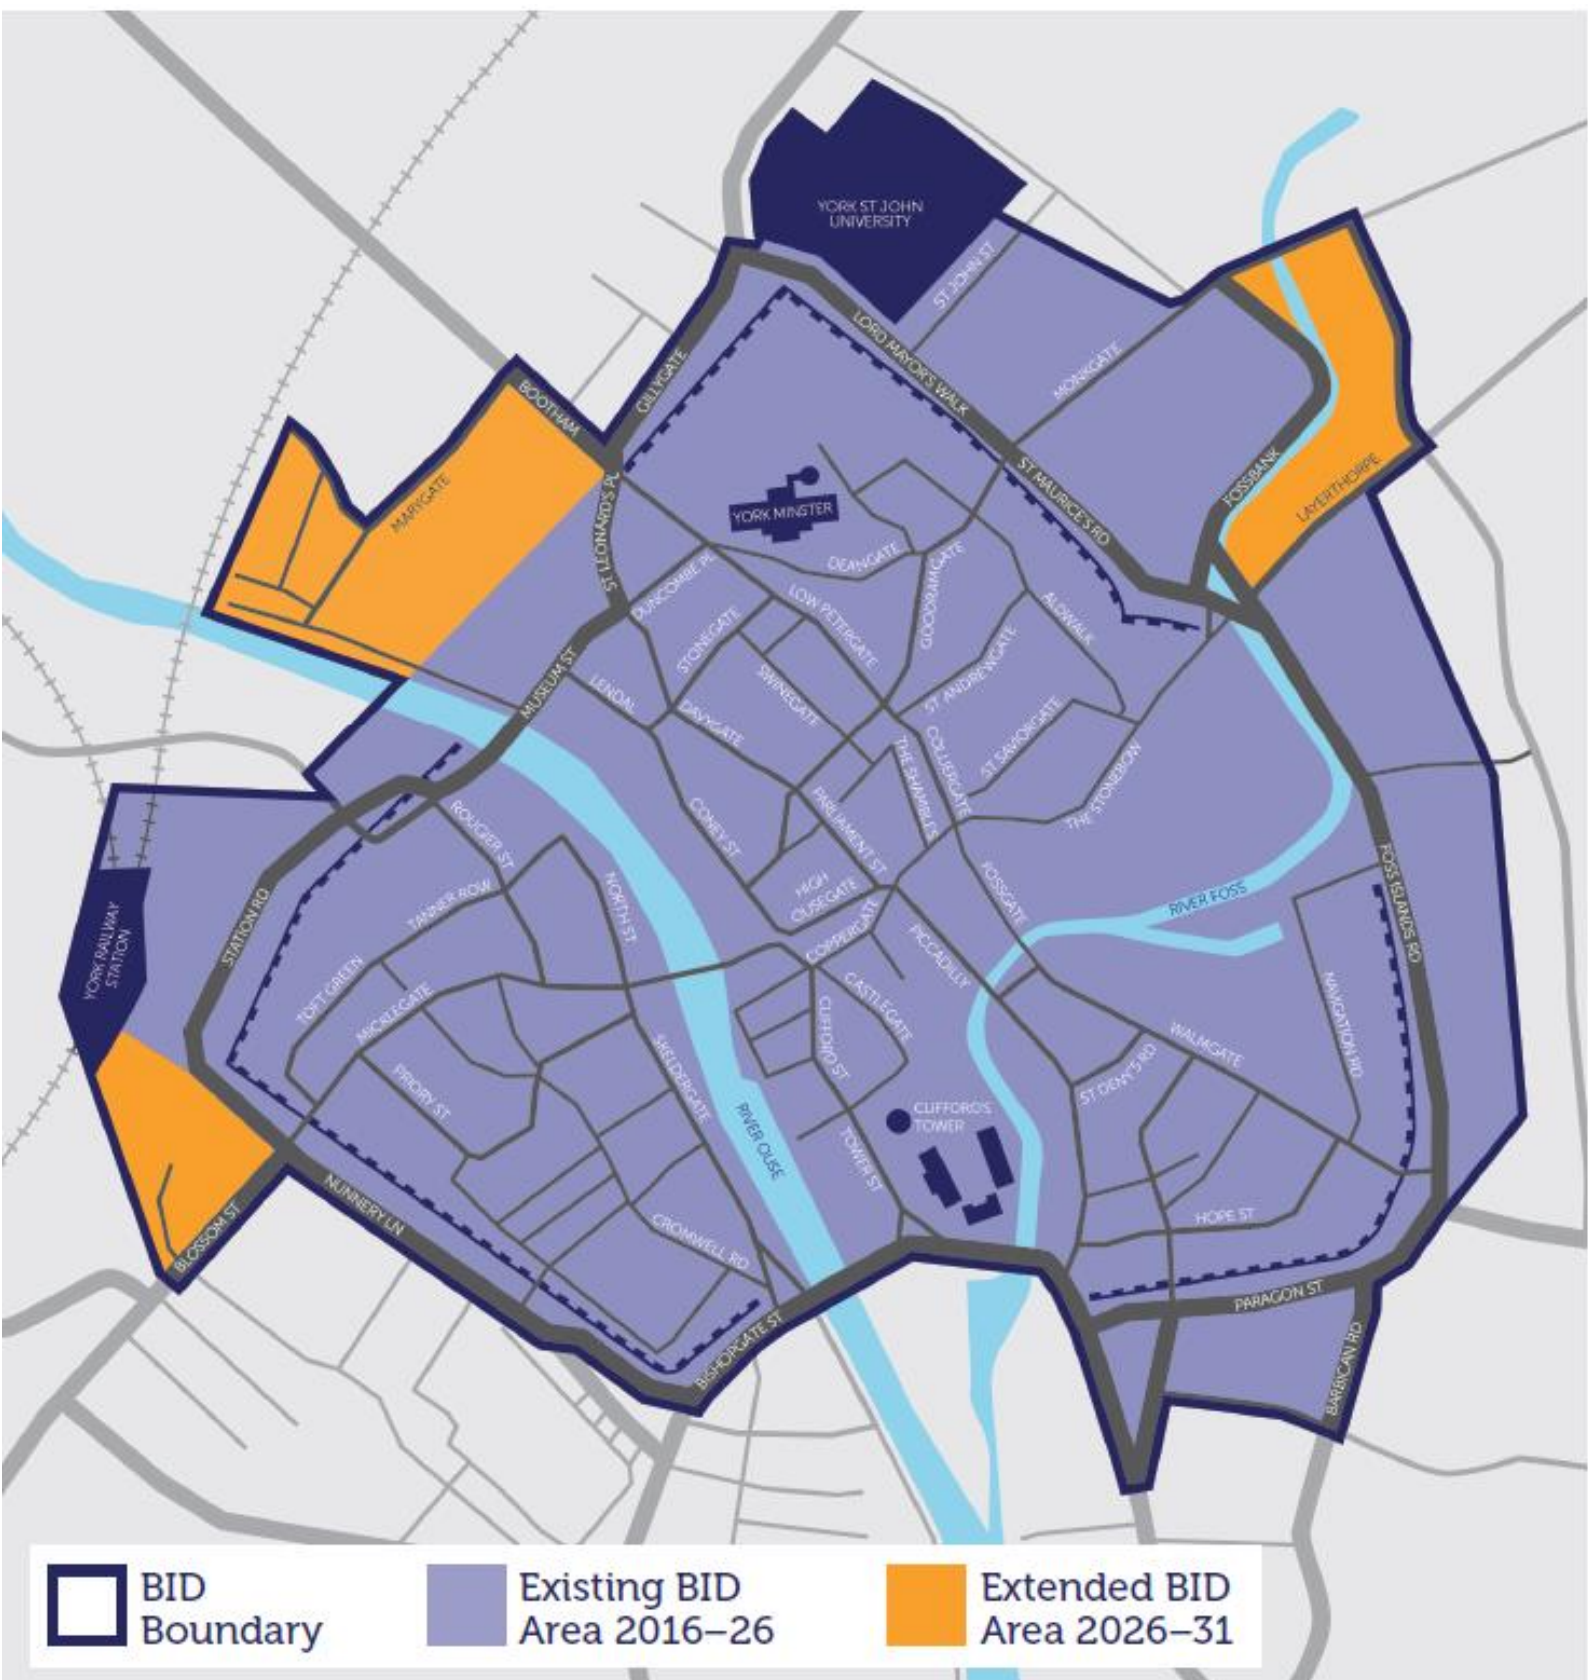 YORK ST JOHN
UNIVERSITY
ST JOHN ST
LORD MAYOR'S WALK
MONKGATE
GILLYGATE
BOOTHAM
MARYGATE
ST LEONARD'S PL
YORK MINSTER
ST MAURICE'S RD
FOSSBANK
LAYERTHORPE
DEANGATE
GOODRAMGATE
DUNCOMBE PL
LOW PETERGATE
ALDWALK
STONEGATE
SWINEGATE
ST ANDREWGATE
MUSEUM ST
LENDAL
DAVYGATE
ST SAVIORGATE
COLLIERGATE
THE SHAMBLES
THE STONEBOW
ROUGIER ST
CONEY ST
PARLIAMENT ST
HIGH
OUSEGATE
FOSSGATE
FOSS ISLANDS RD
RIVER FOSS
TANNER ROW
NORTH ST
STATION RD
YORK RAILWAY
STATION
COPPERGATE
PICCADILLY
TOFT GREEN
MICKLEGATE
CASTLEGATE
CLIFFORD ST
NAVIGATION RD
WALMGATE
ST DENY'S RD
PRIORY ST
SKELDERGATE
RIVER OUSE
CLIFFORD'S
TOWER
TOWER ST
NUNNERY LN
BLOSSOM ST
CROMWELL RD
HOPE ST
PARAGON ST
BISHOPGATE ST
BARBICAN RD
BID
Boundary
Existing BID
Area 2016–26
Extended BID
Area 2026–31